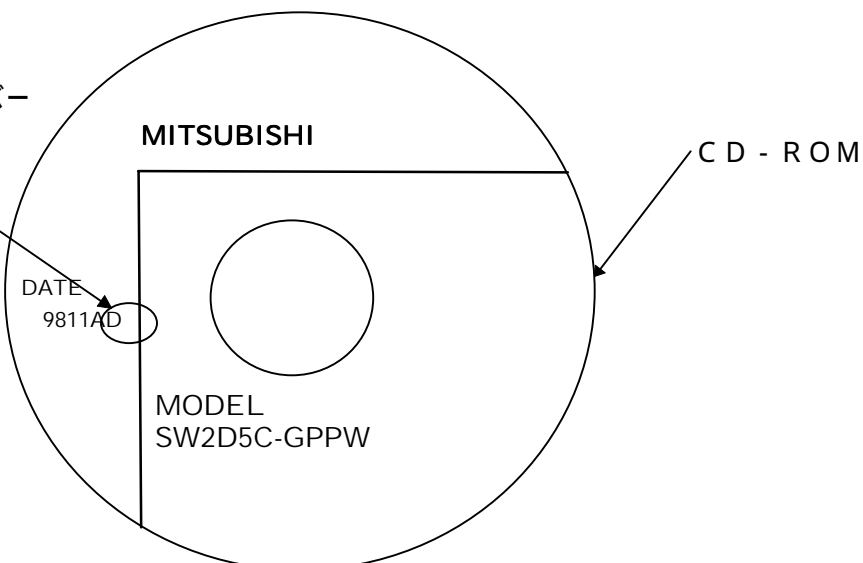 MITSUBISHI
CD-ROM
DATE
9811AD
MODEL
SW2D5C-GPPW